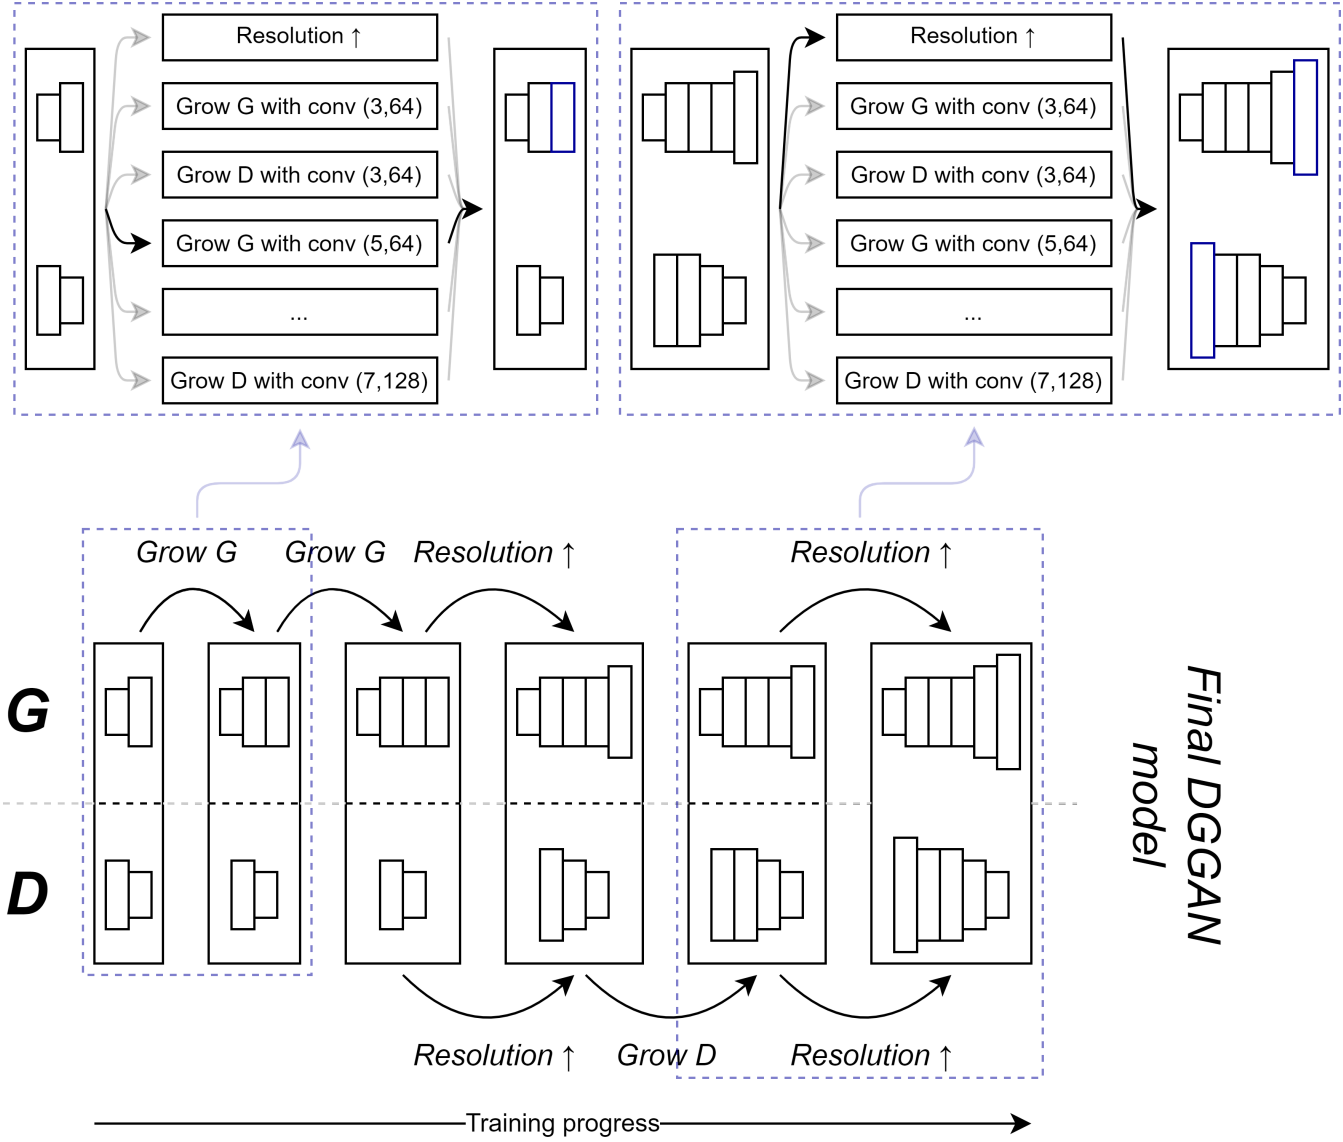 Resolution ↑
Grow G with conv (3,64)
Grow D with conv (3,64)
Grow G with conv (5,64)
...
Grow D with conv (7,128)
Resolution ↑
Grow G with conv (3,64)
Grow D with conv (3,64)
Grow G with conv (5,64)
...
Grow D with conv (7,128)
Grow G
Grow G
Resolution ↑
Resolution ↑
G
D
Final DGGAN
model
Resolution ↑
Grow D
Resolution ↑
Training progress